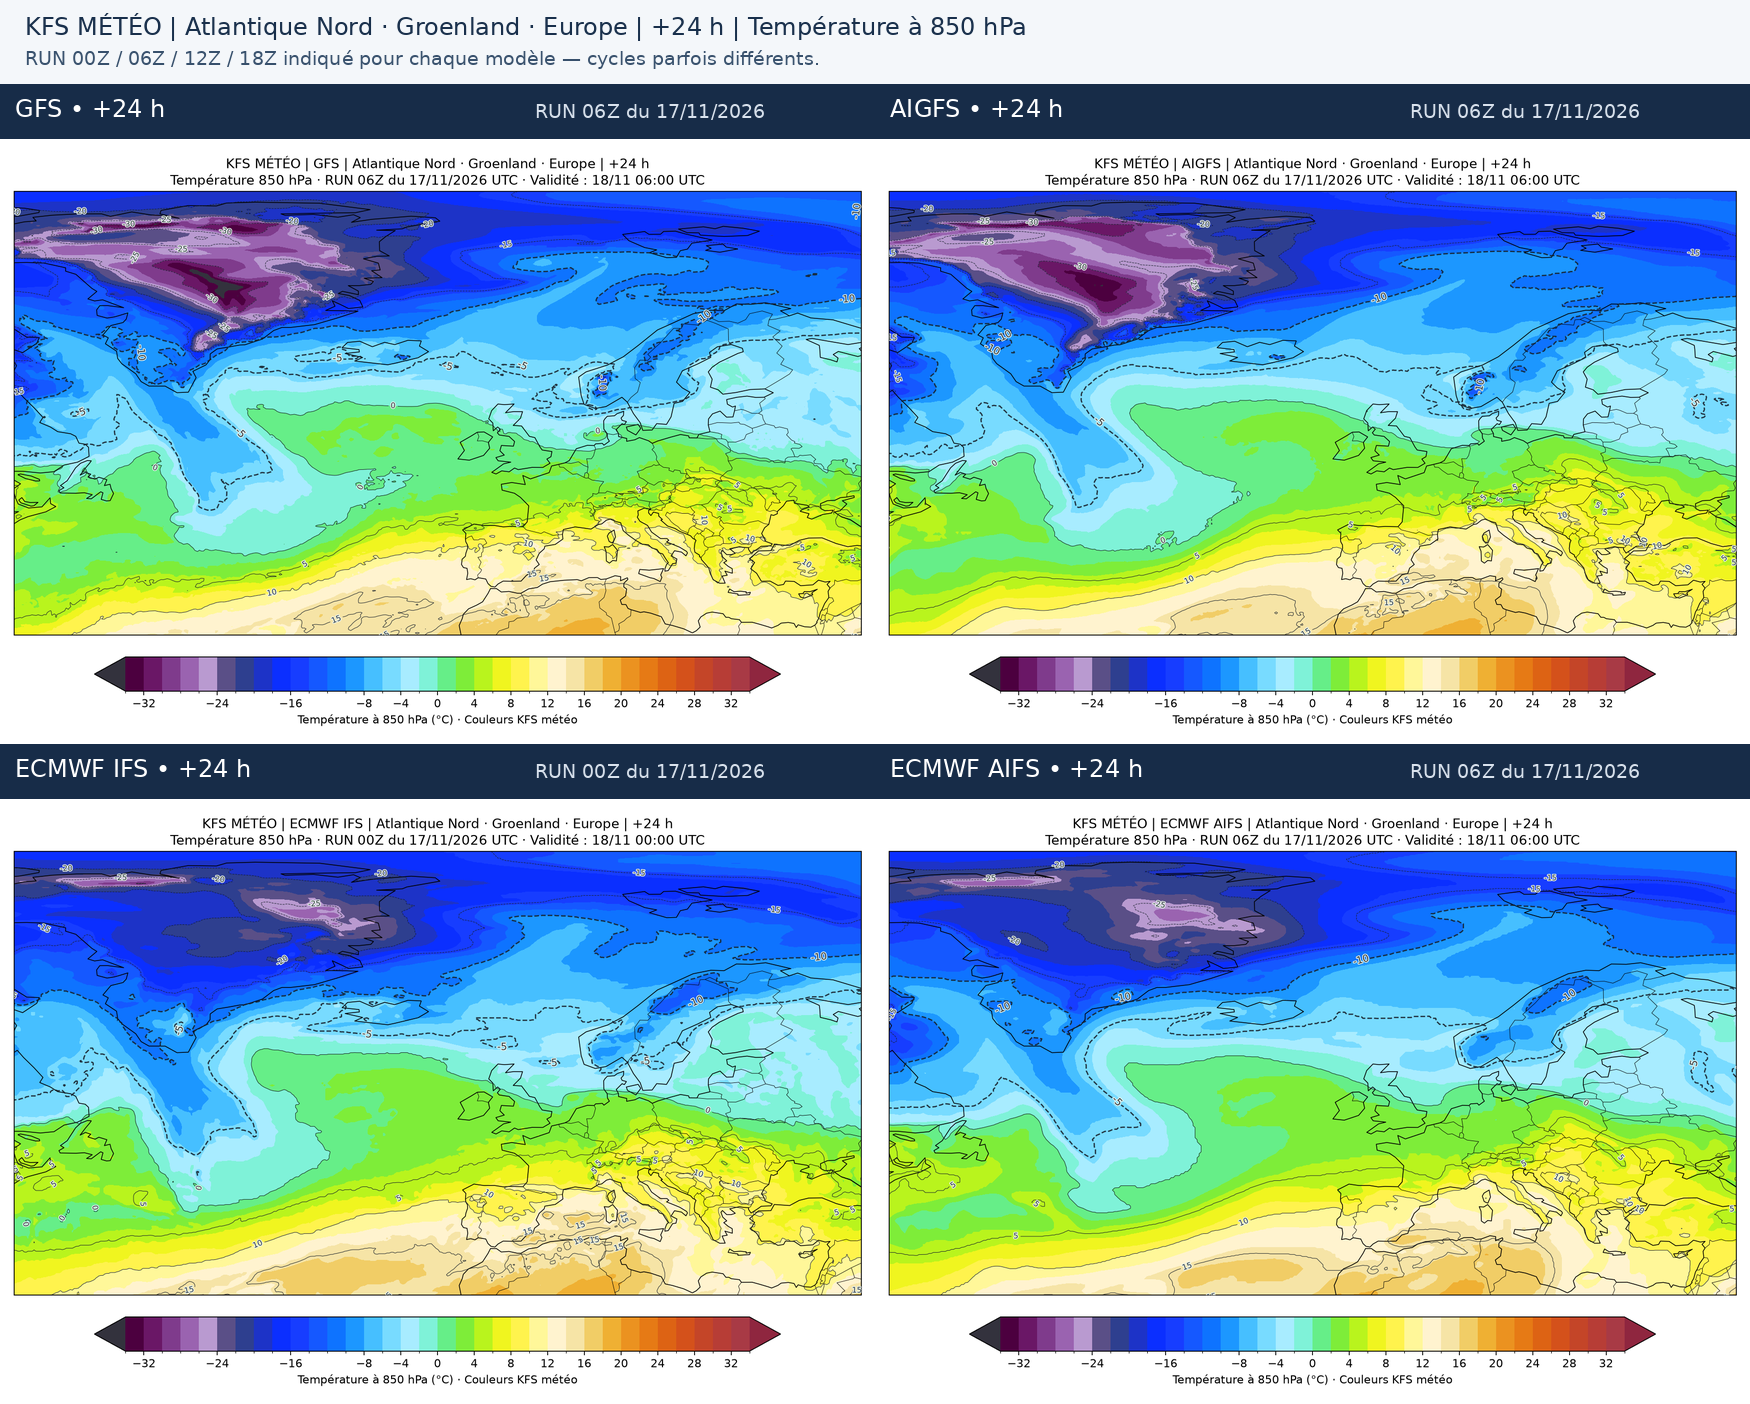 KFS MÉTÉO | Atlantique Nord · Groenland · Europe | +24 h | Température à 850 hPa
RUN 00Z / 06Z / 12Z / 18Z indiqué pour chaque modèle — cycles parfois différents.
GFS • +24 h
RUN 06Z du 17/11/2026
AIGFS • +24 h
RUN 06Z du 17/11/2026
KFS MÉTÉO | GFS | Atlantique Nord · Groenland · Europe | +24 h
Température 850 hPa · RUN 06Z du 17/11/2026 UTC · Validité : 18/11 06:00 UTC
KFS MÉTÉO | AIGFS | Atlantique Nord · Groenland · Europe | +24 h
Température 850 hPa · RUN 06Z du 17/11/2026 UTC · Validité : 18/11 06:00 UTC
−32 −24 −16 −8 −4 0 4 8 12 16 20 24 28 32
Température à 850 hPa (°C) · Couleurs KFS météo
−32 −24 −16 −8 −4 0 4 8 12 16 20 24 28 32
Température à 850 hPa (°C) · Couleurs KFS météo
ECMWF IFS • +24 h
RUN 00Z du 17/11/2026
ECMWF AIFS • +24 h
RUN 06Z du 17/11/2026
KFS MÉTÉO | ECMWF IFS | Atlantique Nord · Groenland · Europe | +24 h
Température 850 hPa · RUN 00Z du 17/11/2026 UTC · Validité : 18/11 00:00 UTC
KFS MÉTÉO | ECMWF AIFS | Atlantique Nord · Groenland · Europe | +24 h
Température 850 hPa · RUN 06Z du 17/11/2026 UTC · Validité : 18/11 06:00 UTC
−32 −24 −16 −8 −4 0 4 8 12 16 20 24 28 32
Température à 850 hPa (°C) · Couleurs KFS météo
−32 −24 −16 −8 −4 0 4 8 12 16 20 24 28 32
Température à 850 hPa (°C) · Couleurs KFS météo